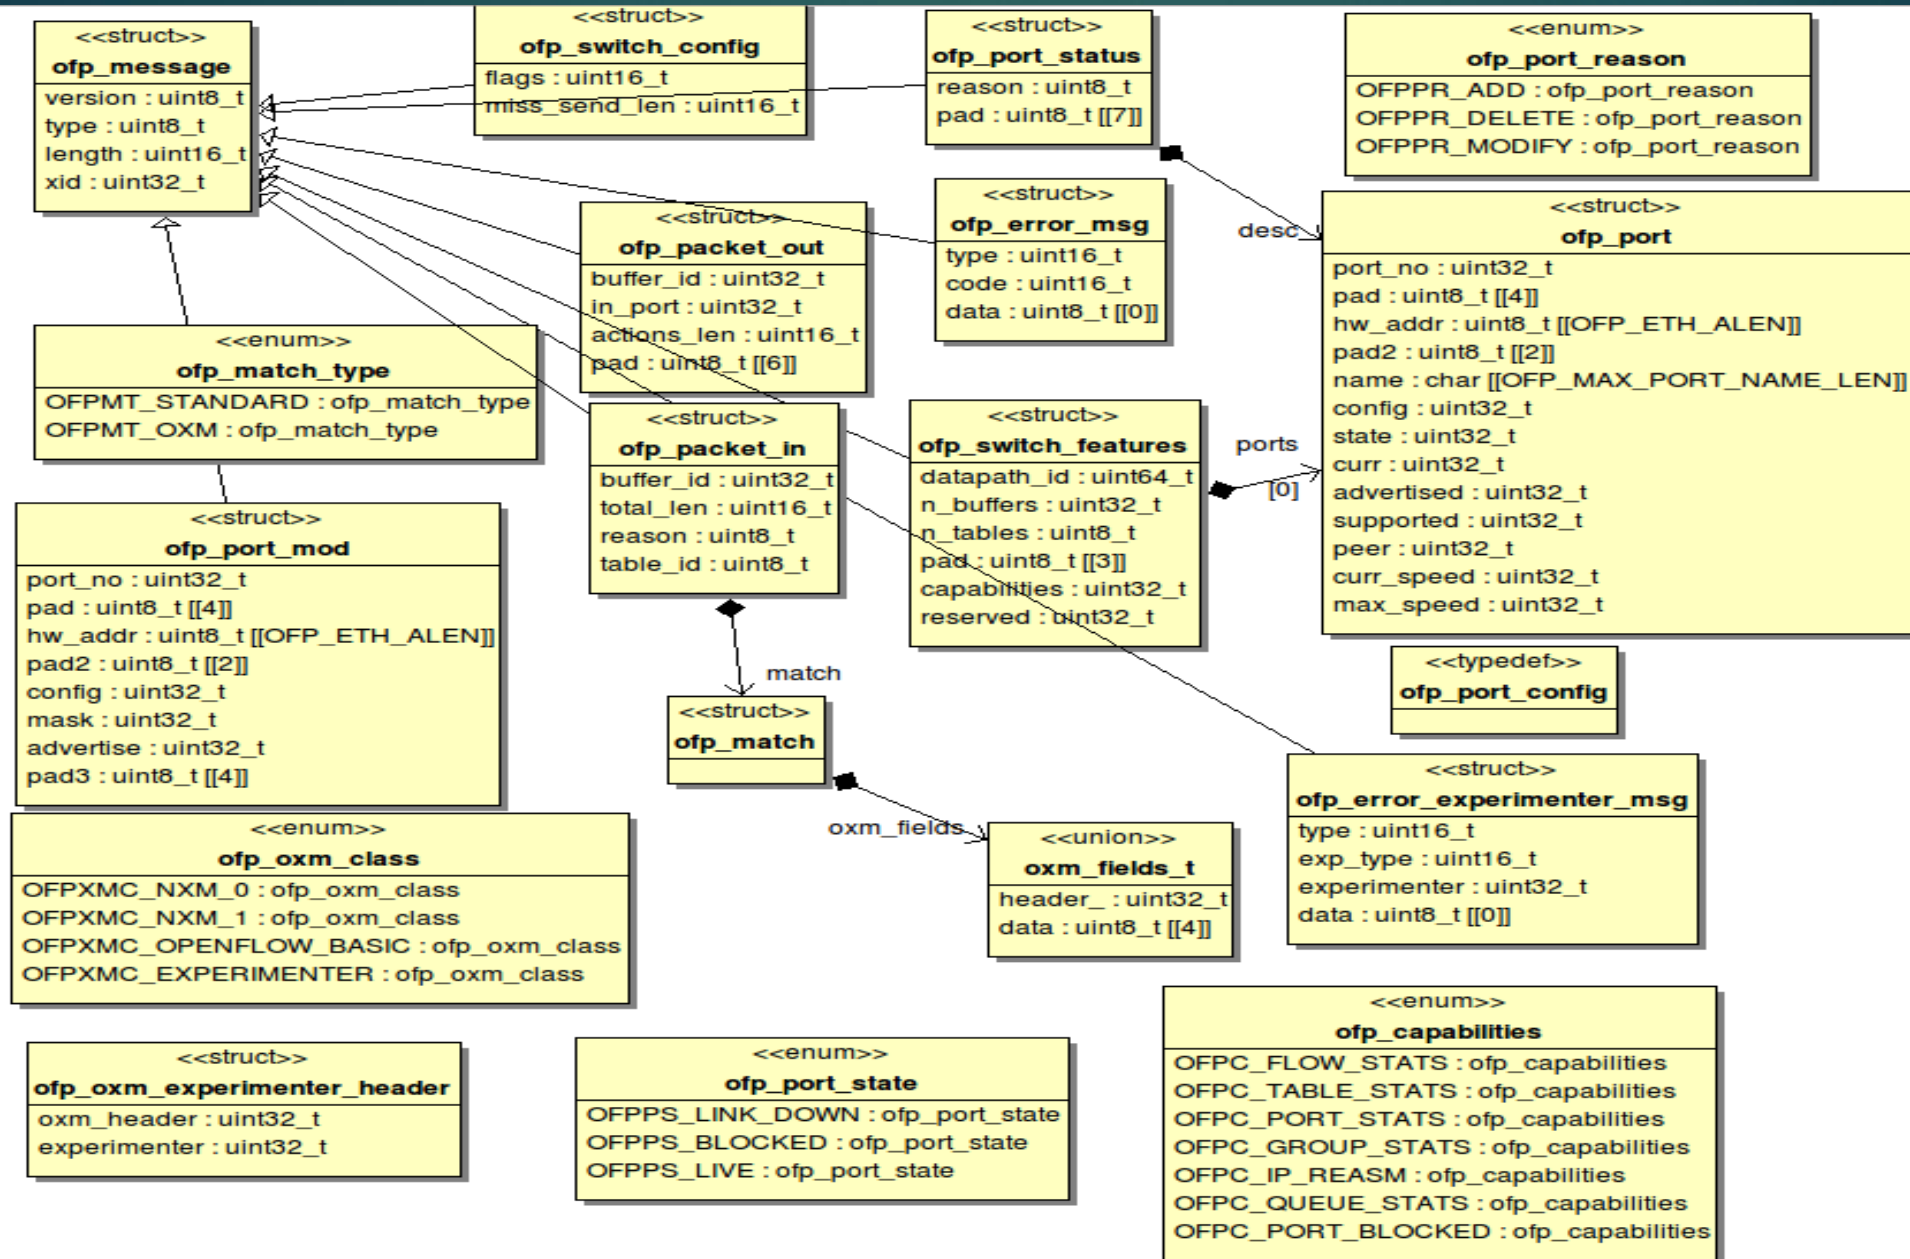 <<struct>>
ofp_message
version : uint8_t
type : uint8_t
length : uint16_t
xid : uint32_t
<<struct>>
ofp_switch_config
flags : uint16_t
miss_send_len : uint16_t
<<struct>>
ofp_port_status
reason : uint8_t
pad : uint8_t [[7]]
<<enum>>
ofp_port_reason
OFPPR_ADD : ofp_port_reason
OFPPR_DELETE : ofp_port_reason
OFPPR_MODIFY : ofp_port_reason
<<struct>>
ofp_packet_out
buffer_id : uint32_t
in_port : uint32_t
actions_len : uint16_t
pad : uint8_t [[6]]
<<struct>>
ofp_error_msg
type : uint16_t
code : uint16_t
data : uint8_t [[0]]
desc
<<struct>>
ofp_port
port_no : uint32_t
pad : uint8_t [[4]]
hw_addr : uint8_t [[OFP_ETH_ALEN]]
pad2 : uint8_t [[2]]
name : char [[OFP_MAX_PORT_NAME_LEN]]
config : uint32_t
state : uint32_t
curr : uint32_t
advertised : uint32_t
supported : uint32_t
peer : uint32_t
curr_speed : uint32_t
max_speed : uint32_t
<<enum>>
ofp_match_type
OFPMT_STANDARD : ofp_match_type
OFPMT_OXM : ofp_match_type
<<struct>>
ofp_packet_in
buffer_id : uint32_t
total_len : uint16_t
reason : uint8_t
table_id : uint8_t
<<struct>>
ofp_switch_features
datapath_id : uint64_t
n_buffers : uint32_t
n_tables : uint8_t
pad : uint8_t [[3]]
capabilities : uint32_t
reserved : uint32_t
ports
[0]
<<struct>>
ofp_port_mod
port_no : uint32_t
pad : uint8_t [[4]]
hw_addr : uint8_t [[OFP_ETH_ALEN]]
pad2 : uint8_t [[2]]
config : uint32_t
mask : uint32_t
advertise : uint32_t
pad3 : uint8_t [[4]]
match
<<struct>>
ofp_match
<<typedef>>
ofp_port_config
<<struct>>
ofp_error_experimenter_msg
type : uint16_t
exp_type : uint16_t
experimenter : uint32_t
data : uint8_t [[0]]
oxm_fields
<<union>>
oxm_fields_t
header_ : uint32_t
data : uint8_t [[4]]
<<enum>>
ofp_oxm_class
OFPXMC_NXM_0 : ofp_oxm_class
OFPXMC_NXM_1 : ofp_oxm_class
OFPXMC_OPENFLOW_BASIC : ofp_oxm_class
OFPXMC_EXPERIMENTER : ofp_oxm_class
<<struct>>
ofp_oxm_experimenter_header
oxm_header : uint32_t
experimenter : uint32_t
<<enum>>
ofp_port_state
OFPPS_LINK_DOWN : ofp_port_state
OFPPS_BLOCKED : ofp_port_state
OFPPS_LIVE : ofp_port_state
<<enum>>
ofp_capabilities
OFPC_FLOW_STATS : ofp_capabilities
OFPC_TABLE_STATS : ofp_capabilities
OFPC_PORT_STATS : ofp_capabilities
OFPC_GROUP_STATS : ofp_capabilities
OFPC_IP_REASM : ofp_capabilities
OFPC_QUEUE_STATS : ofp_capabilities
OFPC_PORT_BLOCKED : ofp_capabilities